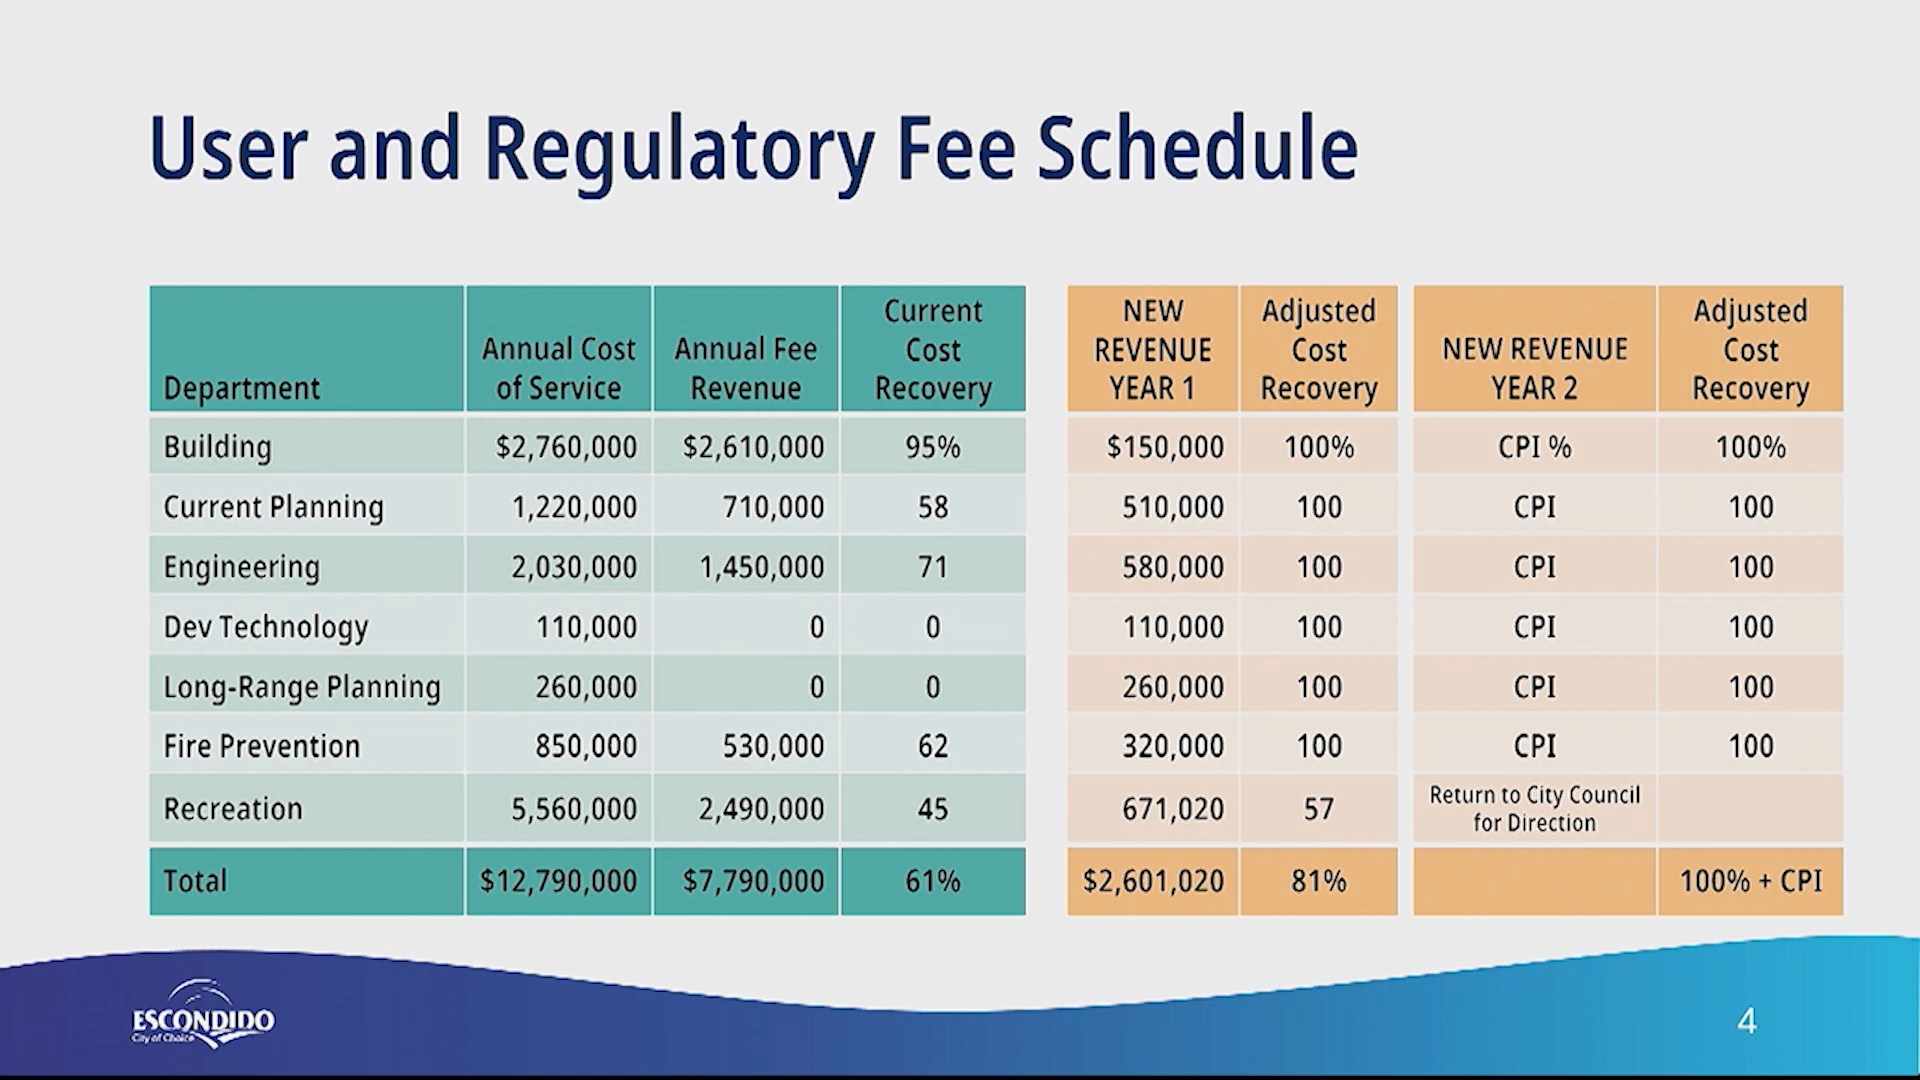 User and Regulatory Fee Schedule
Department
Annual Cost
of Service
Annual Fee
Revenue
Current
Cost
Recovery
NEW
REVENUE
YEAR 1
Adjusted
Cost
Recovery
NEW REVENUE
YEAR 2
Adjusted
Cost
Recovery
Building $2,760,000 $2,610,000 95% $150,000 100% CPI % 100%
Current Planning 1,220,000 710,000 58 510,000 100 CPI 100
Engineering 2,030,000 1,450,000 71 580,000 100 CPI 100
Dev Technology 110,000 0 0 110,000 100 CPI 100
Long-Range Planning 260,000 0 0 260,000 100 CPI 100
Fire Prevention 850,000 530,000 62 320,000 100 CPI 100
Recreation 5,560,000 2,490,000 45 671,020 57 Return to City Council
for Direction
Total $12,790,000 $7,790,000 61% $2,601,020 81% 100% + CPI
ESCONDIDO
City of Choice
4